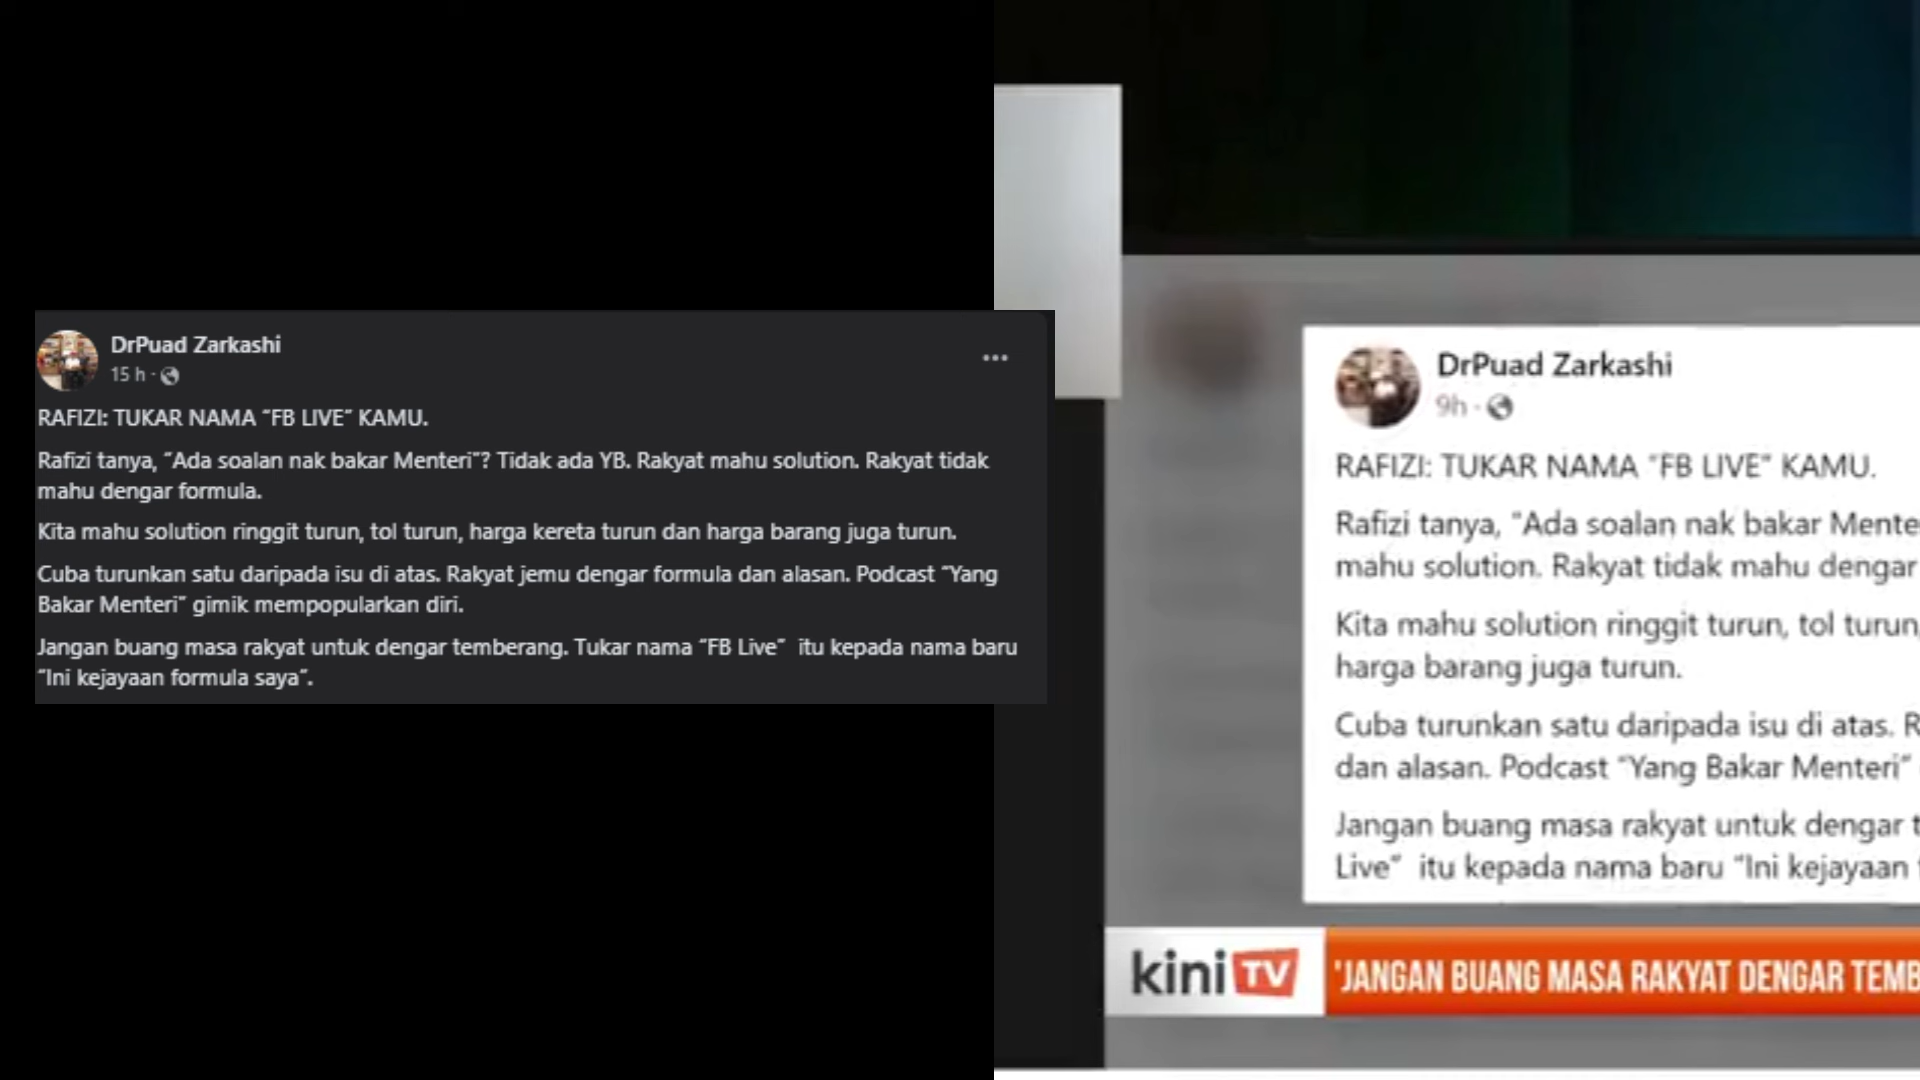 DrPuad Zarkashi
15 h
RAFIZI: TUKAR NAMA “FB LIVE” KAMU.
Rafizi tanya, “Ada soalan nak bakar Menteri”? Tidak ada YB. Rakyat mahu solution. Rakyat tidak
mahu dengar formula.
Kita mahu solution ringgit turun, tol turun, harga kereta turun dan harga barang juga turun.
Cuba turunkan satu daripada isu di atas. Rakyat jemu dengar formula dan alasan. Podcast “Yang
Bakar Menteri” gimik mempopularkan diri.
Jangan buang masa rakyat untuk dengar temberang. Tukar nama “FB Live” itu kepada nama baru
“Ini kejayaan formula saya”.
DrPuad Zarkashi
9h
RAFIZI: TUKAR NAMA “FB LIVE” KAMU.
Rafizi tanya, “Ada soalan nak bakar Mente
mahu solution. Rakyat tidak mahu dengar
Kita mahu solution ringgit turun, tol turun,
harga barang juga turun.
Cuba turunkan satu daripada isu di atas. R
dan alasan. Podcast “Yang Bakar Menteri”
Jangan buang masa rakyat untuk dengar t
Live” itu kepada nama baru “Ini kejayaan
kini TV
'JANGAN BUANG MASA RAKYAT DENGAR TEMB